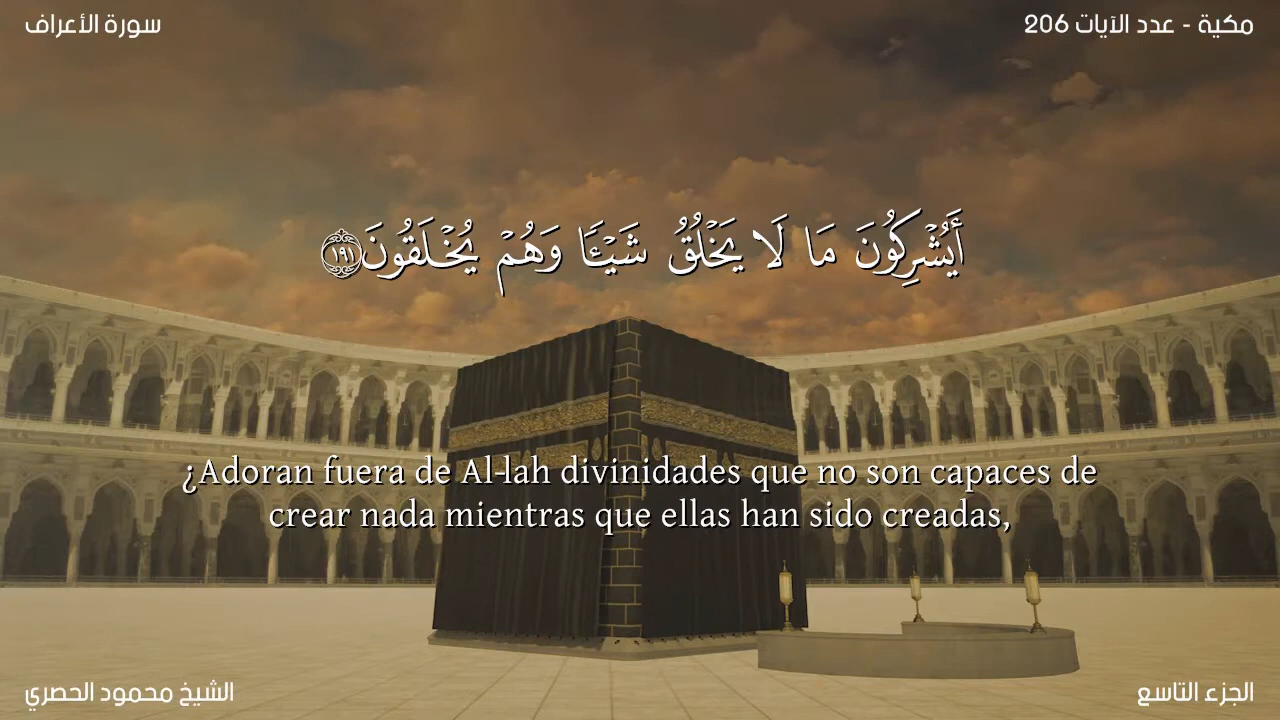 سورة الأعراف
مكية - عدد الآيات 206
أَيُشْرِكُونَ مَا لَا يَخْلُقُ شَيْـًٔا وَهُمْ يُخْلَقُونَ ١٩١
¿Adoran fuera de Al-lah divinidades que no son capaces de
crear nada mientras que ellas han sido creadas,
الشيخ محمود الحصري
الجزء التاسع